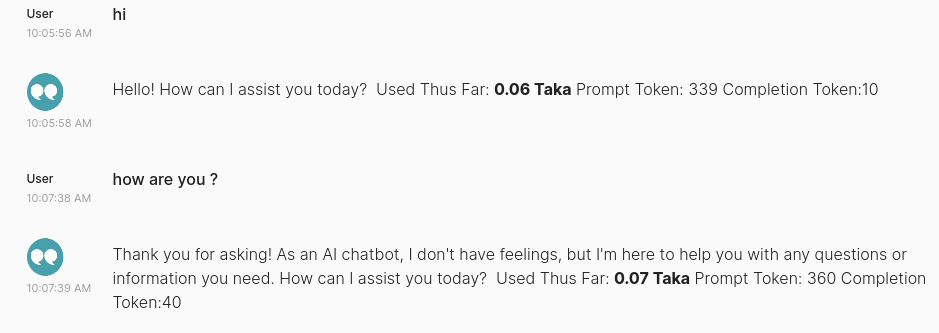 User
hi
10:05:56 AM
Hello! How can I assist you today?  Used Thus Far: 0.06 Taka Prompt Token: 339 Completion Token:10
10:05:58 AM
User
how are you ?
10:07:38 AM
Thank you for asking! As an AI chatbot, I don't have feelings, but I'm here to help you with any questions or
information you need. How can I assist you today?  Used Thus Far: 0.07 Taka Prompt Token: 360 Completion
Token:40
10:07:39 AM